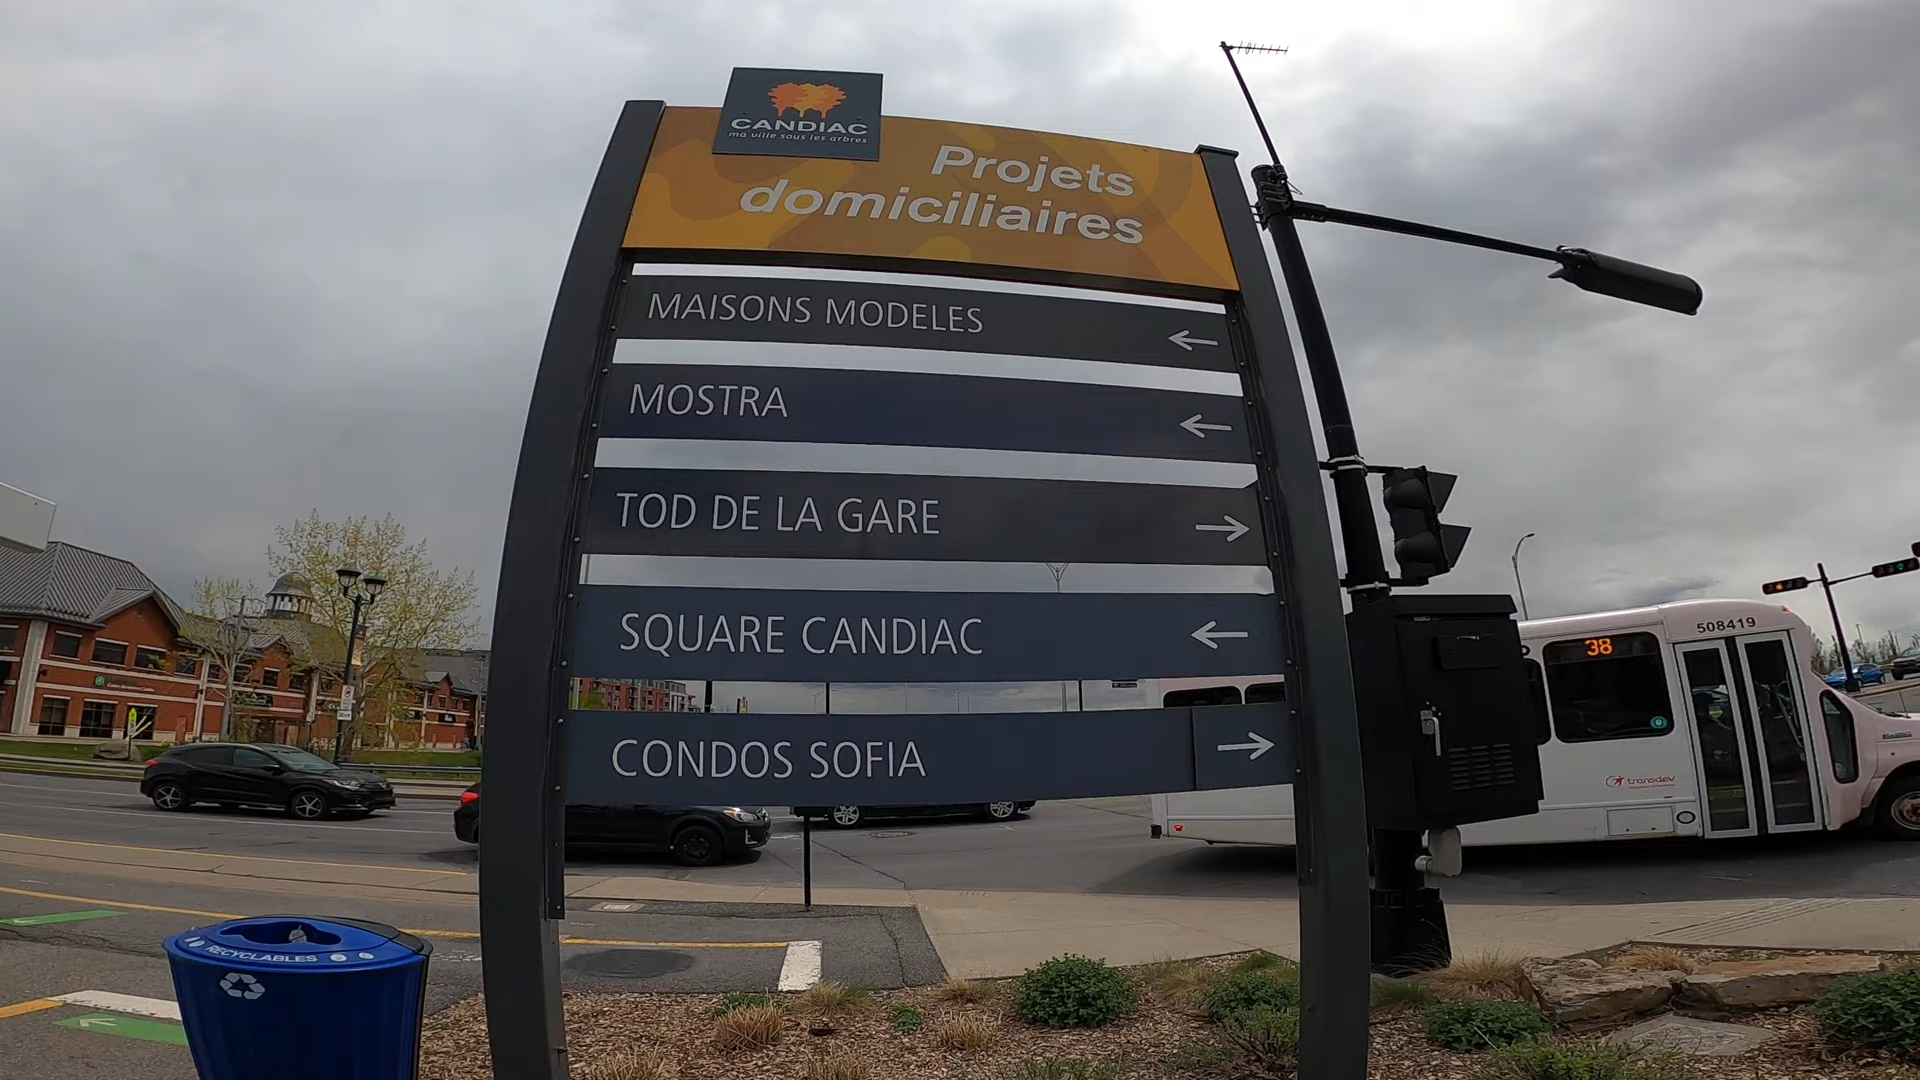 CANDIAC
ma ville sous les arbres
Projets
domiciliaires
MAISONS MODELES
MOSTRA
TOD DE LA GARE
SQUARE CANDIAC
CONDOS SOFIA
508419
38
transdev
RECYCLABLES